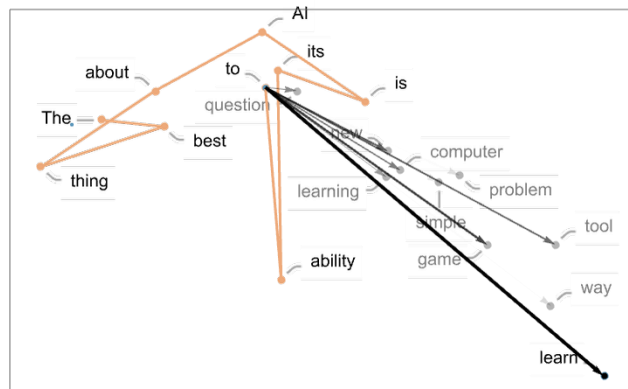 AI
its
about
to
is
question
The
best
new
computer
thing
learning
problem
simple
tool
game
ability
way
learn